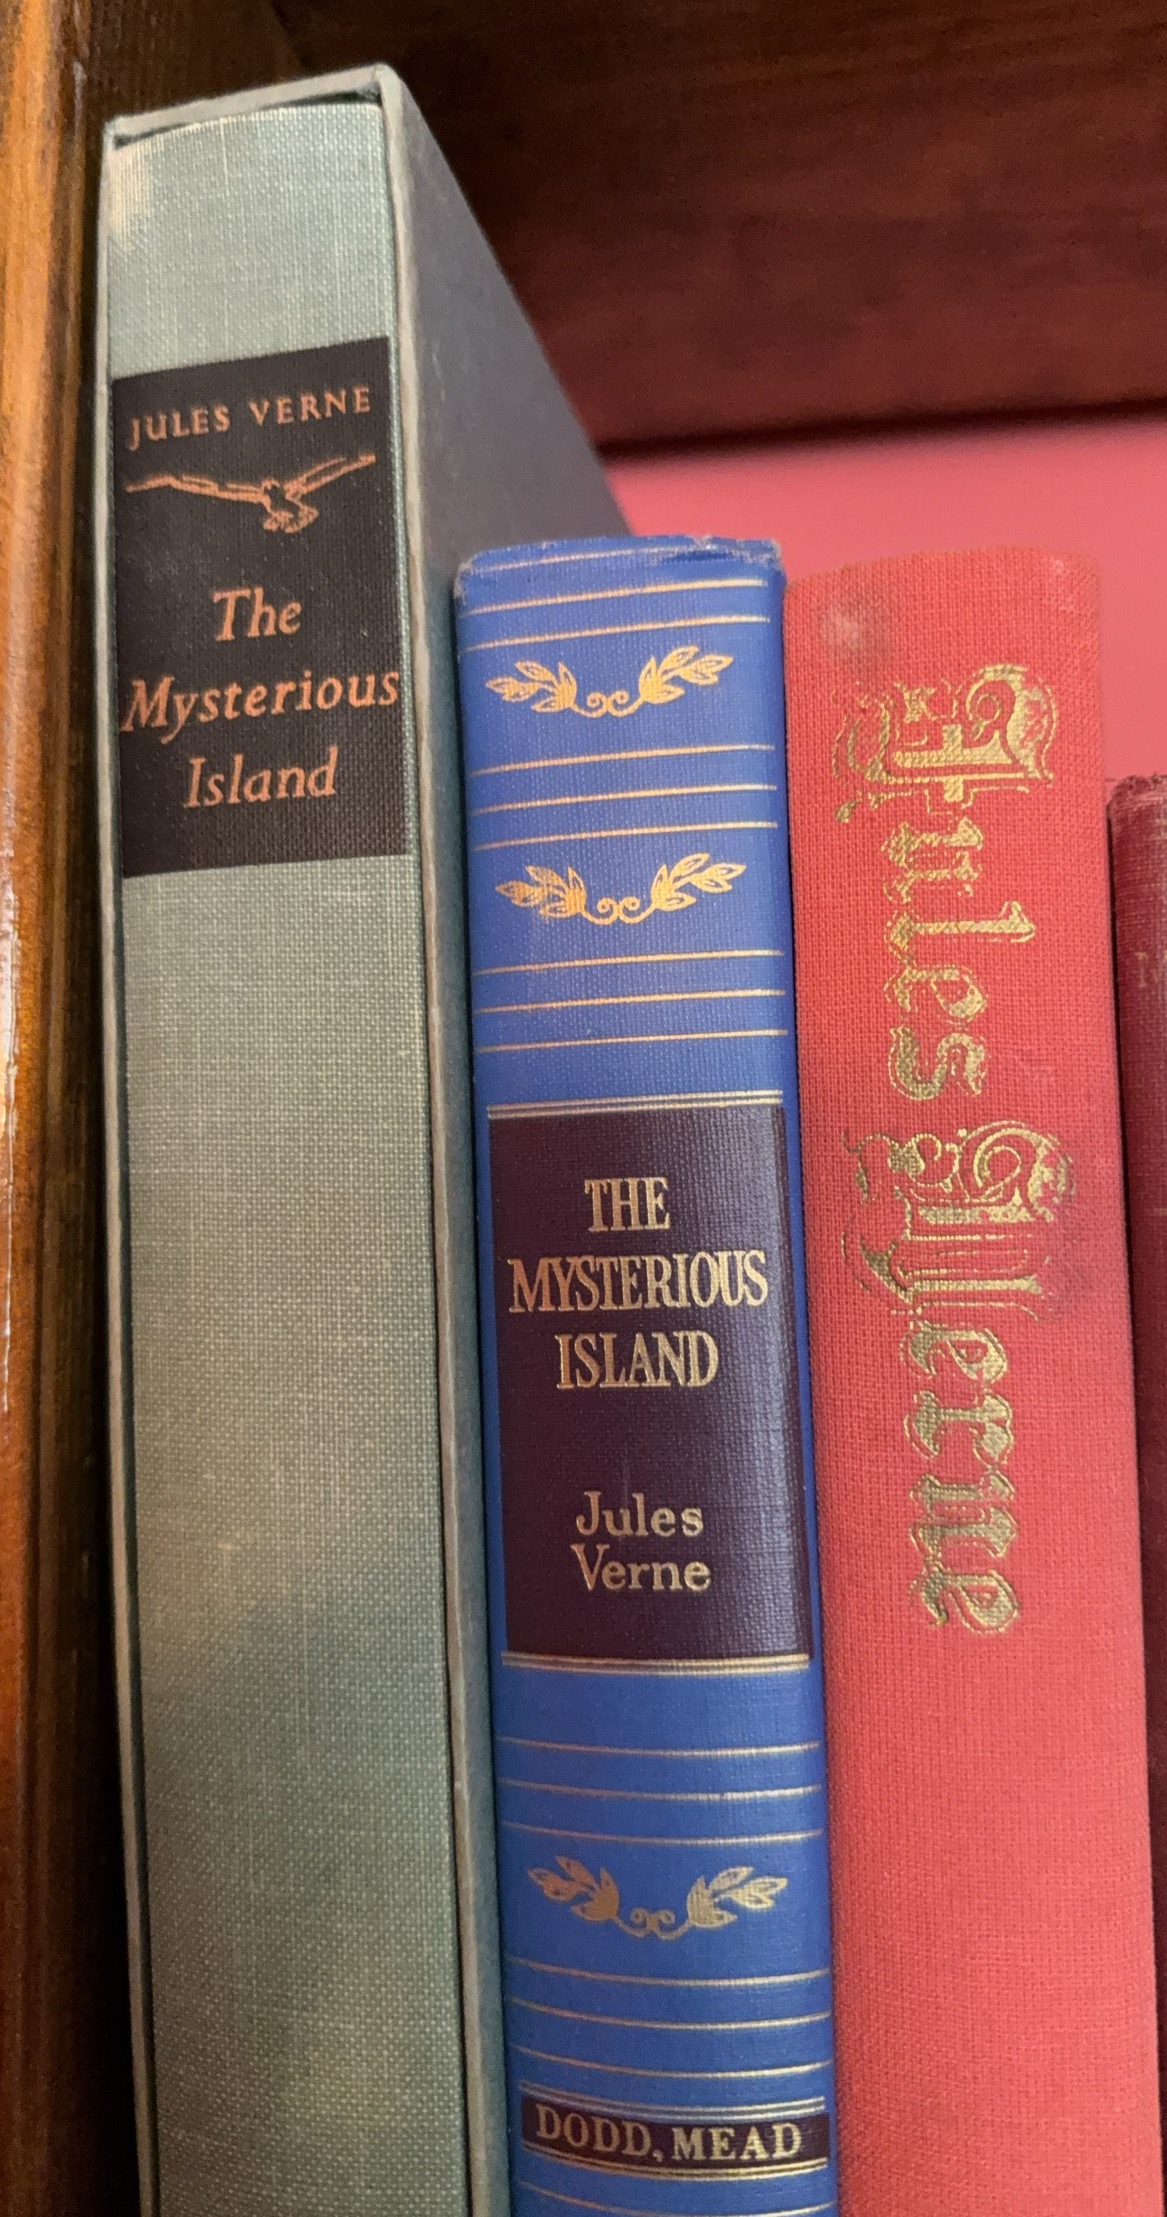 JULES VERNE
The
Mysterious
Island
THE
MYSTERIOUS
ISLAND
Jules
Verne
DODD, MEAD
Jules Verne